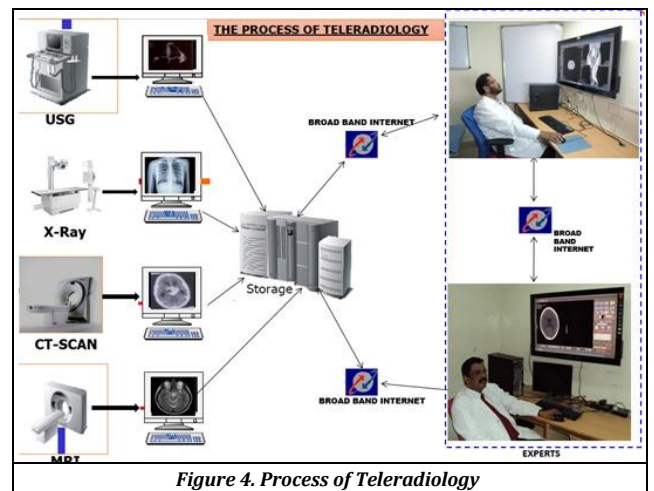 THE PROCESS OF TELERADIOLOGY
USG
BROAD BAND INTERNET
X-Ray
BROAD
BAND
INTERNET
Storage
CT-SCAN
BROAD BAND INTERNET
MRI
EXPERTS
Figure 4. Process of Teleradiology